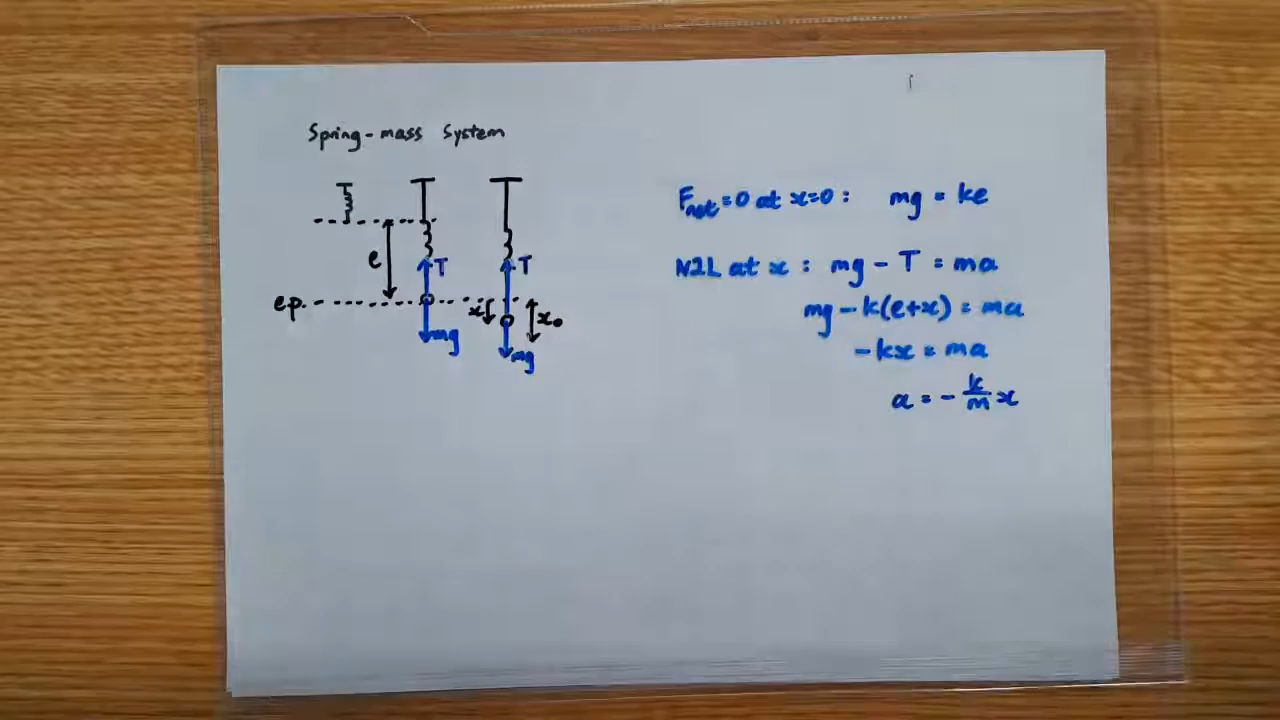 Spring-mass System
e
T
mg
e.p.
T
x
x₀
mg
Fnet = 0 at x=0 : mg = ke
N2L at x : mg - T = ma
mg - k(e+x) = ma
-kx = ma
a = - k/m x